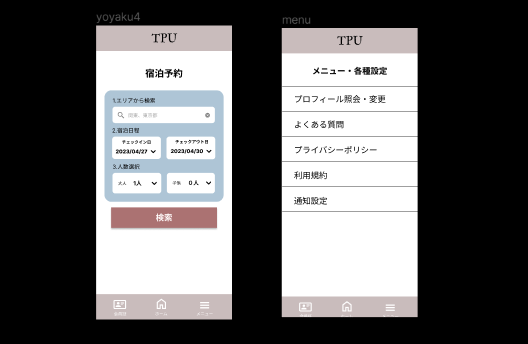 yoyaku4
TPU
宿泊予約
1.エリアから検索
関東、東京都
2.宿泊日程
チェックイン日
2023/04/27
チェックアウト日
2023/04/30
3.人数選択
大人 1人
子供 0人
検索
ホーム
メニュー
menu
TPU
メニュー・各種設定
プロフィール照会・変更
よくある質問
プライバシーポリシー
利用規約
通知設定